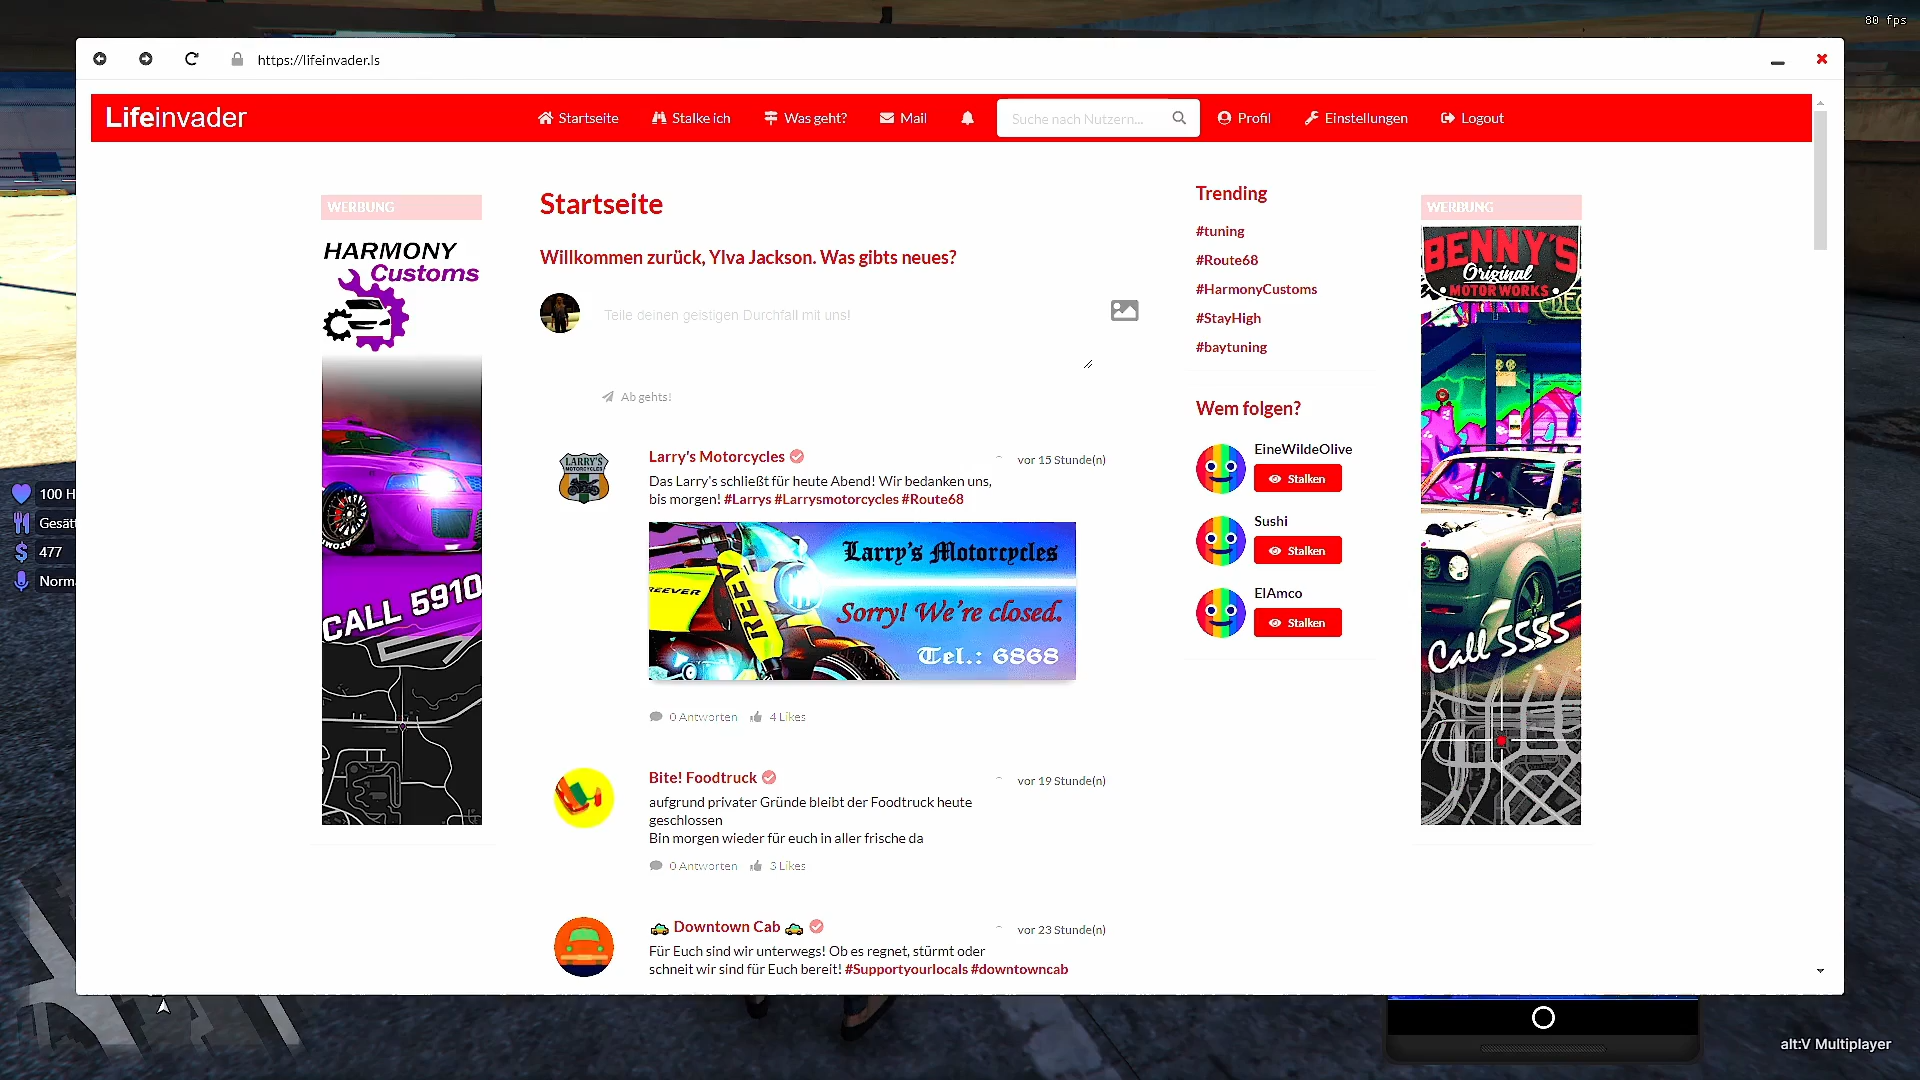 80 fps
https://lifeinvader.ls
Lifeinvader
Startseite
Stalke ich
Was geht?
Mail
Suche nach Nutzern...
Profil
Einstellungen
Logout
WERBUNG
HARMONY
Customs
CALL 5910
Startseite
Willkommen zurück, Ylva Jackson. Was gibts neues?
Teile deinen geistigen Durchfall mit uns!
Ab gehts!
LARRY'S
MOTORCYCLES
Larry's Motorcycles
vor 15 Stunde(n)
Das Larry's schließt für heute Abend! Wir bedanken uns,
bis morgen! #Larrys #Larrysmotorcycles #Route68
REEVER
REEV
Larry's Motorcycles
Sorry! We're closed.
Tel.: 6868
0 Antworten
4 Likes
Bite! Foodtruck
vor 19 Stunde(n)
aufgrund privater Gründe bleibt der Foodtruck heute
geschlossen
Bin morgen wieder für euch in aller frische da
0 Antworten
3 Likes
Downtown Cab
vor 23 Stunde(n)
Für Euch sind wir unterwegs! Ob es regnet, stürmt oder
schneit wir sind für Euch bereit! #Supportyourlocals #downtowncab
Trending
#tuning
#Route68
#HarmonyCustoms
#StayHigh
#baytuning
Wem folgen?
EineWildeOlive
Stalken
Sushi
Stalken
ElAmco
Stalken
WERBUNG
BENNY'S
Original
MOTOR WORKS
Call 5555
100 H
Gesätt
477
Norma
alt:V Multiplayer